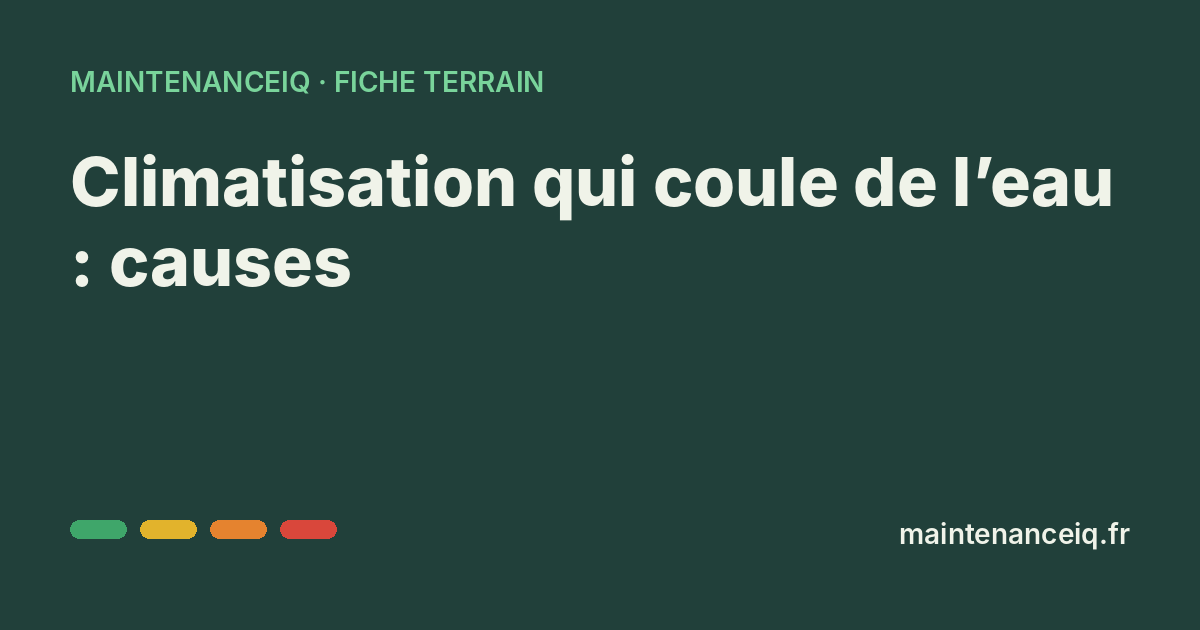 MAINTENANCEIQ · FICHE TERRAIN
Climatisation qui coule de l’eau
: causes
maintenanceiq.fr